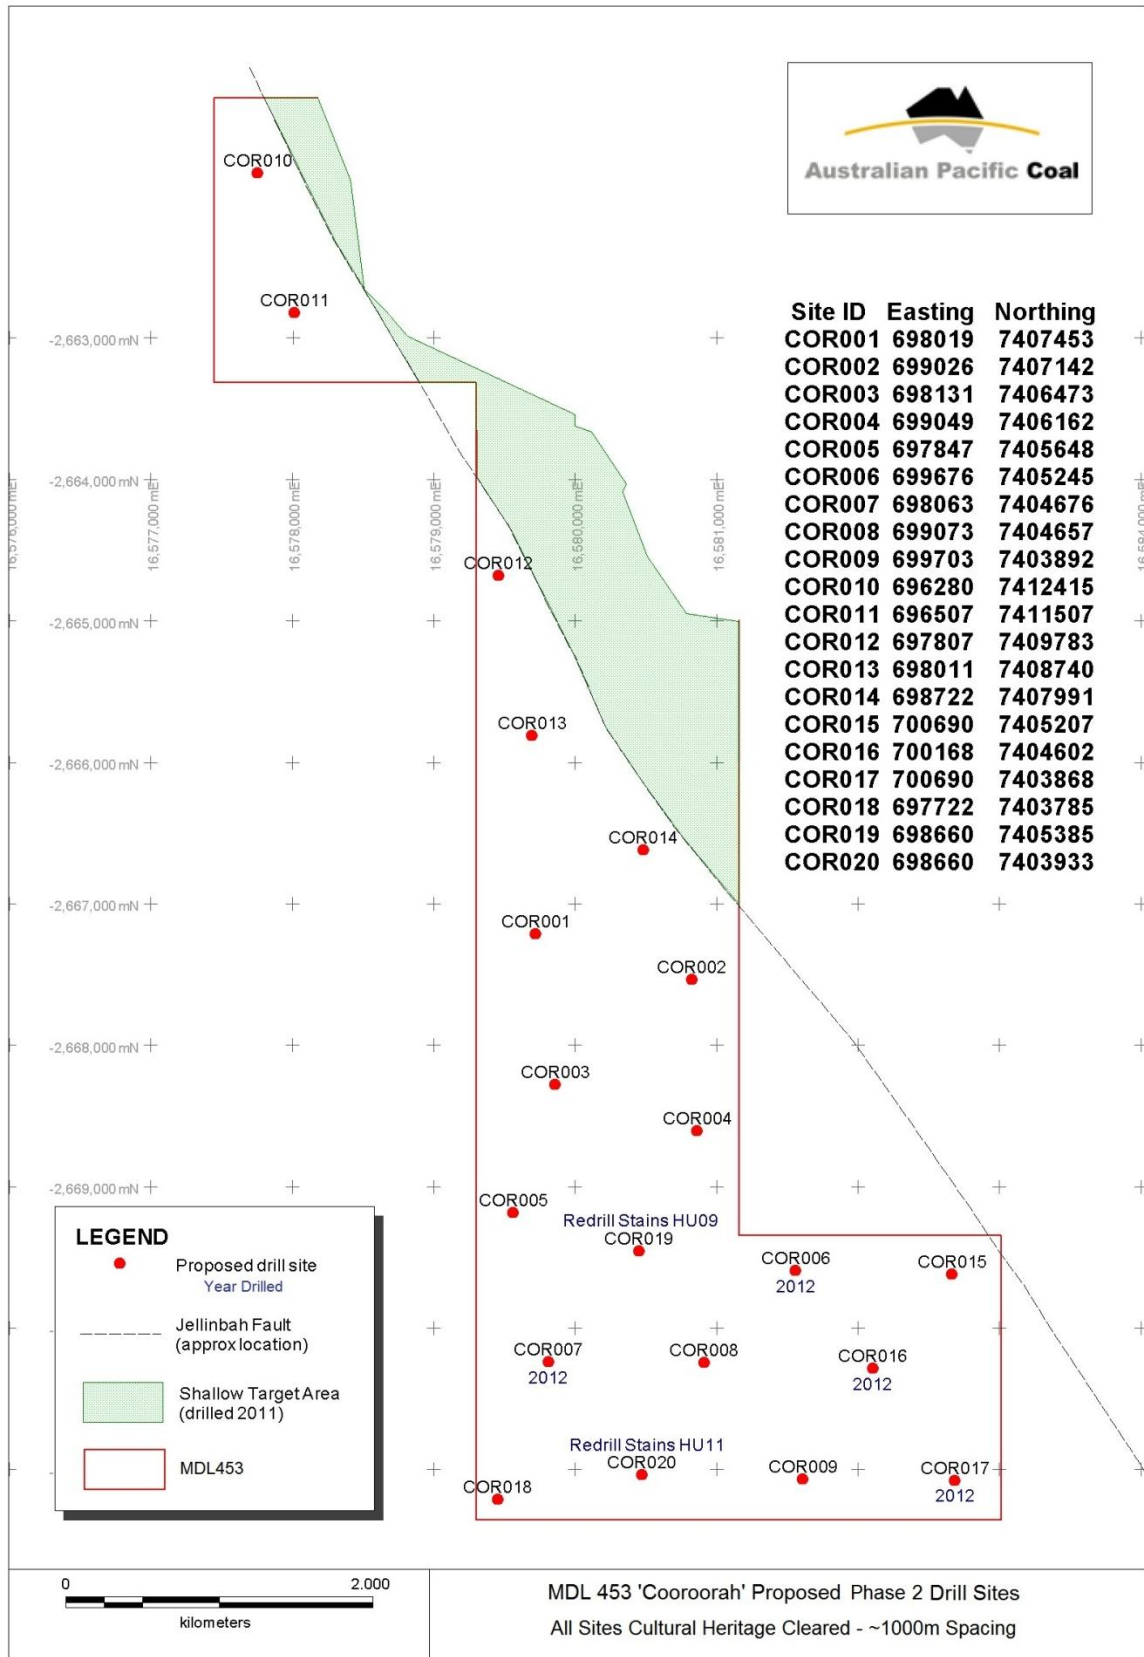 Australian Pacific Coal
COR010
COR011
Site ID Easting Northing
COR001 698019 7407453
COR002 699026 7407142
COR003 698131 7406473
COR004 699049 7406162
COR005 697847 7405648
COR006 699676 7405245
COR007 698063 7404676
COR008 699073 7404657
COR009 699703 7403892
COR010 696280 7412415
COR011 696507 7411507
COR012 697807 7409783
COR013 698011 7408740
COR014 698722 7407991
COR015 700690 7405207
COR016 700168 7404602
COR017 700690 7403868
COR018 697722 7403785
COR019 698660 7405385
COR020 698660 7403933
-2,663,000 mN
-2,664,000 mN
16,576,000 mE
16,577,000 mE
16,578,000 mE
16,579,000 mE
16,580,000 mE
16,581,000 mE
16,584,000 mE
COR012
-2,665,000 mN
COR013
-2,666,000 mN
COR014
-2,667,000 mN
COR001
COR002
-2,668,000 mN
COR003
COR004
-2,669,000 mN
COR005
Redrill Stains HU09
COR019
COR006
2012
COR015
COR007
2012
COR008
COR016
2012
Redrill Stains HU11
COR020
COR009
COR017
2012
COR018
LEGEND
Proposed drill site
Year Drilled
Jellinbah Fault
(approx location)
Shallow Target Area
(drilled 2011)
MDL453
0 2.000
kilometers
MDL 453 'Cooroorah' Proposed Phase 2 Drill Sites
All Sites Cultural Heritage Cleared - ~1000m Spacing